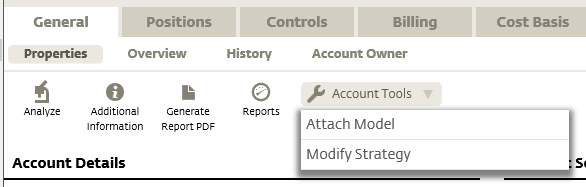 General Positions Controls Billing Cost Basis
Properties Overview History Account Owner
Analyze Additional Information Generate Report PDF Reports Account Tools
Attach Model
Modify Strategy
Account Details